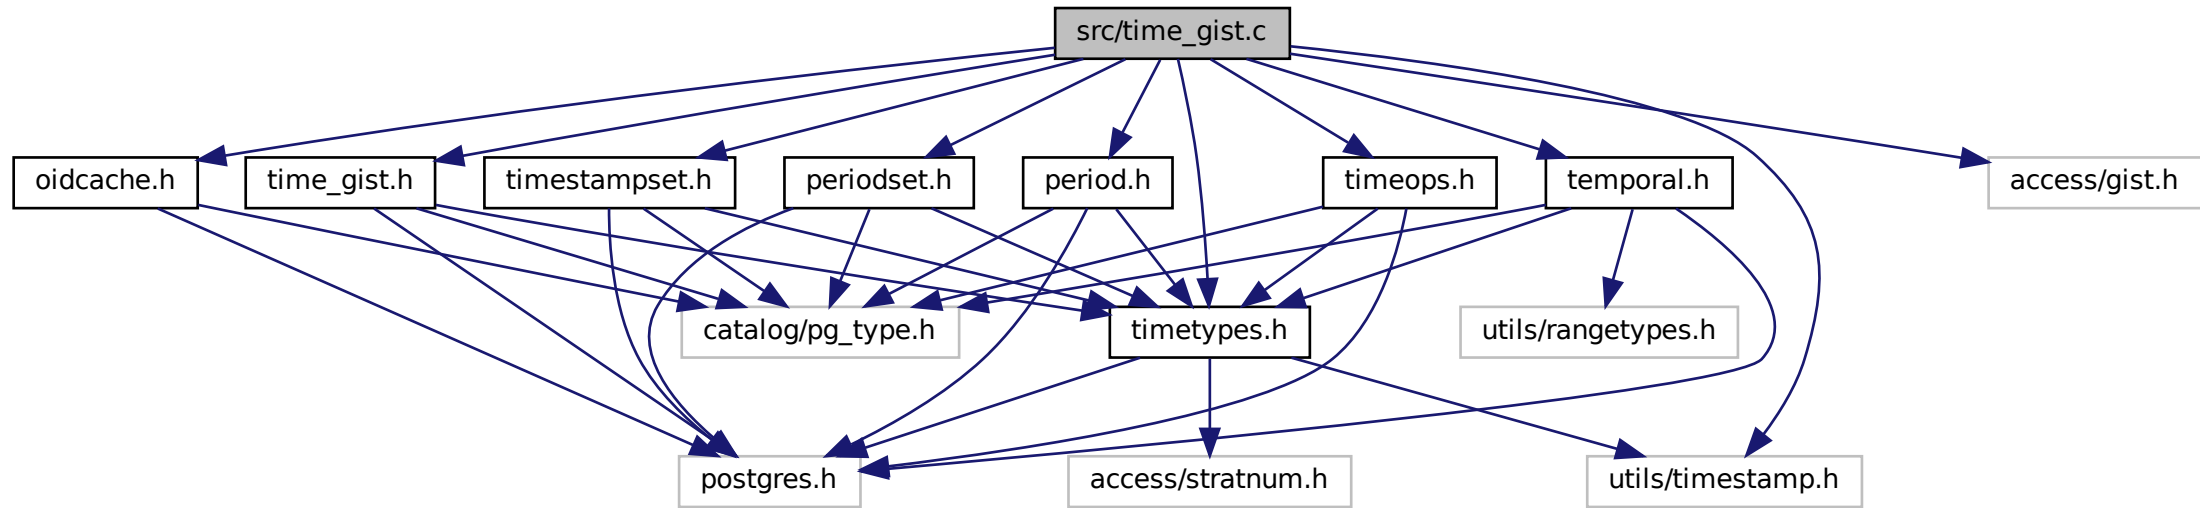 src/time_gist.c
oidcache.h
time_gist.h
timestampset.h
periodset.h
period.h
timeops.h
temporal.h
access/gist.h
catalog/pg_type.h
timetypes.h
utils/rangetypes.h
postgres.h
access/stratnum.h
utils/timestamp.h